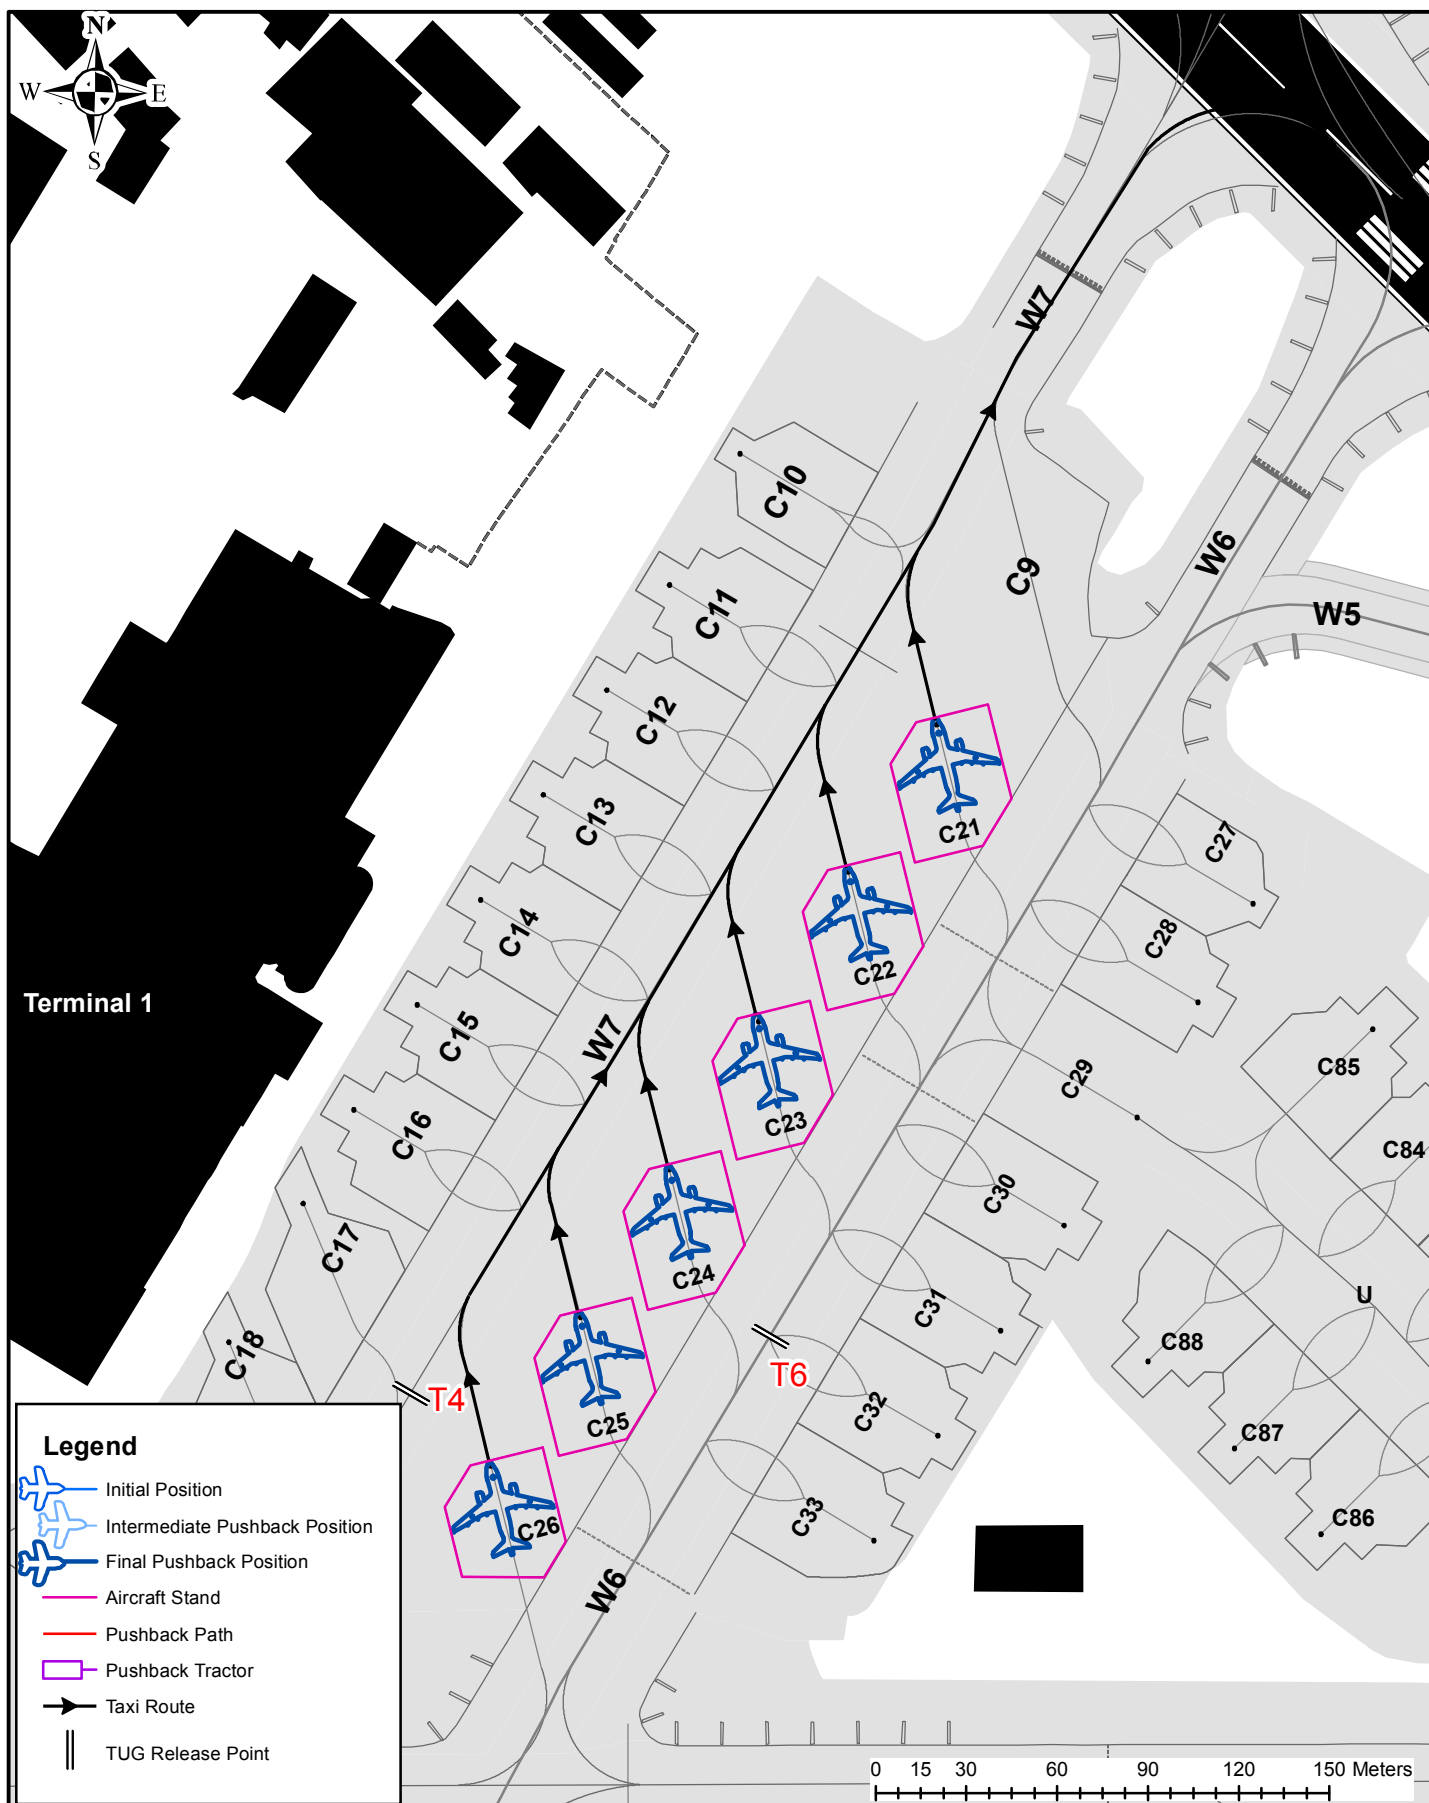 N
W E
S
W7
C10
W6
C9
C11
W5
C12
C13
C21
C27
C14
C22
C28
Terminal 1
C15
W7
C29
C85
C16
C23
C84
C30
C17
C24
U
C31
C88
C18
T6
T4
C32
C25
C87
Legend
Initial Position
Intermediate Pushback Position
Final Pushback Position
Aircraft Stand
Pushback Path
Pushback Tractor
Taxi Route
TUG Release Point
C26
C33
C86
W6
0 15 30 60 90 120 150 Meters